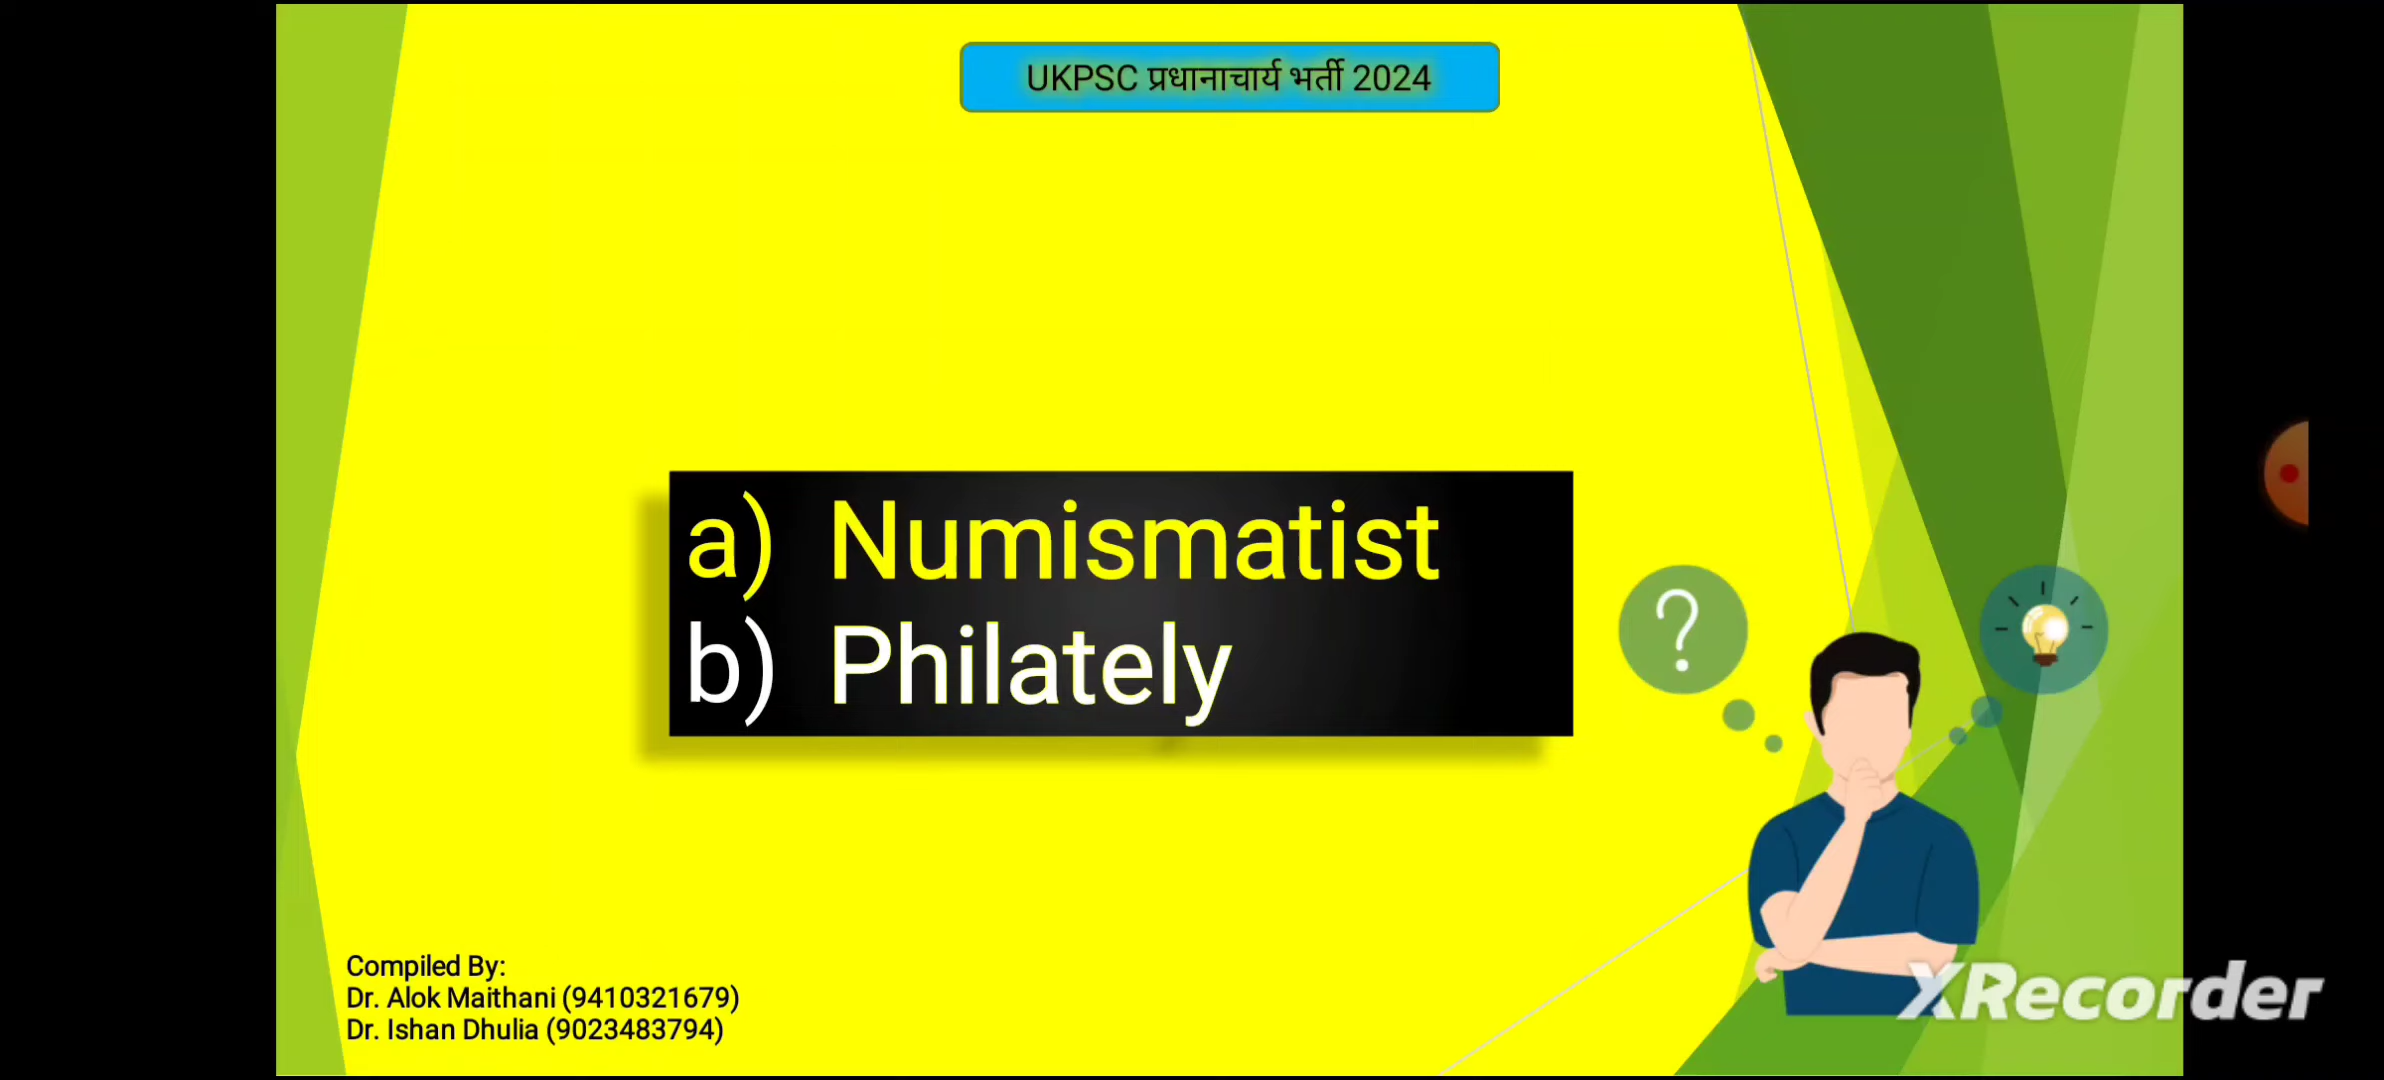 UKPSC प्रधानाचार्य भर्ती 2024
a) Numismatist
b) Philately
?
Compiled By:
Dr. Alok Maithani (9410321679)
Dr. Ishan Dhulia (9023483794)
XRecorder